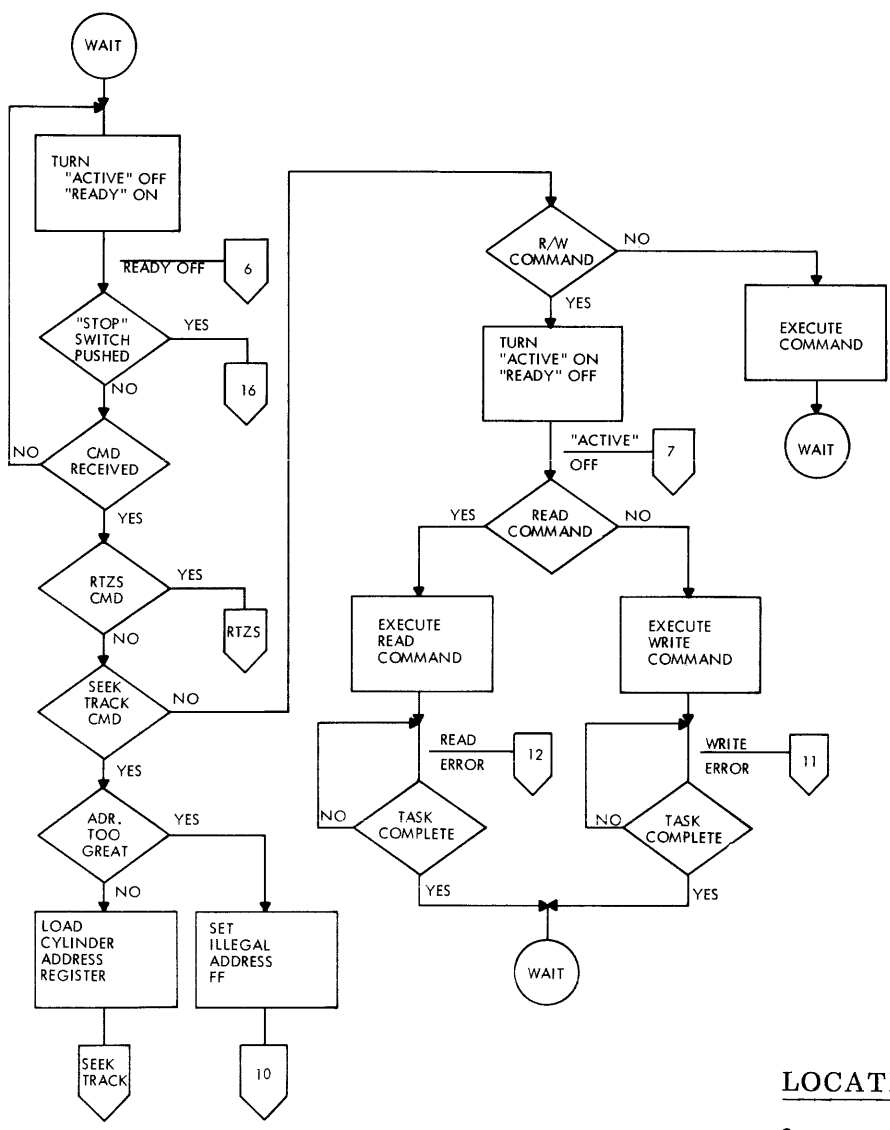 WAIT
TURN
"ACTIVE" OFF
"READY" ON
READY OFF
6
"STOP"
SWITCH
PUSHED
YES
16
NO
CMD
RECEIVED
NO
YES
RTZS
CMD
YES
RTZS
NO
SEEK
TRACK
CMD
NO
YES
ADR.
TOO
GREAT
YES
NO
LOAD
CYLINDER
ADDRESS
REGISTER
SET
ILLEGAL
ADDRESS
FF
SEEK
TRACK
10
R/W
COMMAND
NO
YES
EXECUTE
COMMAND
WAIT
TURN
"ACTIVE" ON
"READY" OFF
"ACTIVE"
OFF
7
READ
COMMAND
YES
NO
EXECUTE
READ
COMMAND
EXECUTE
WRITE
COMMAND
READ
ERROR
12
WRITE
ERROR
11
NO
TASK
COMPLETE
YES
NO
TASK
COMPLETE
YES
WAIT